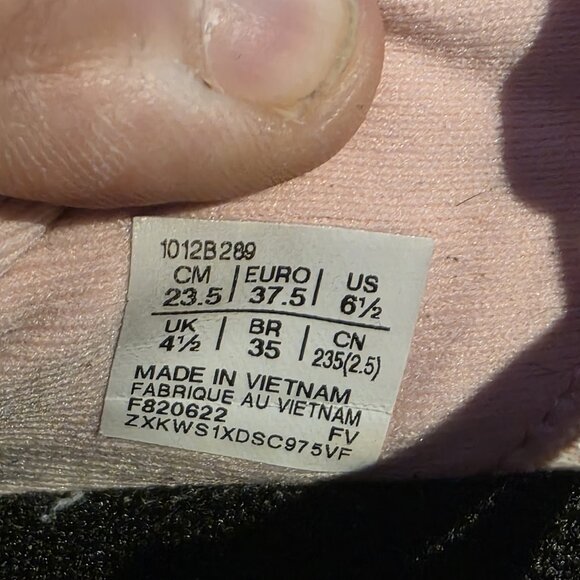 1012B289
CM | EURO | US
23.5 | 37.5 | 6½
UK | BR | CN
4½ | 35 | 235(2.5)
MADE IN VIETNAM
FABRIQUE AU VIETNAM
F820622 FV
ZXKWS1XDSC975VF